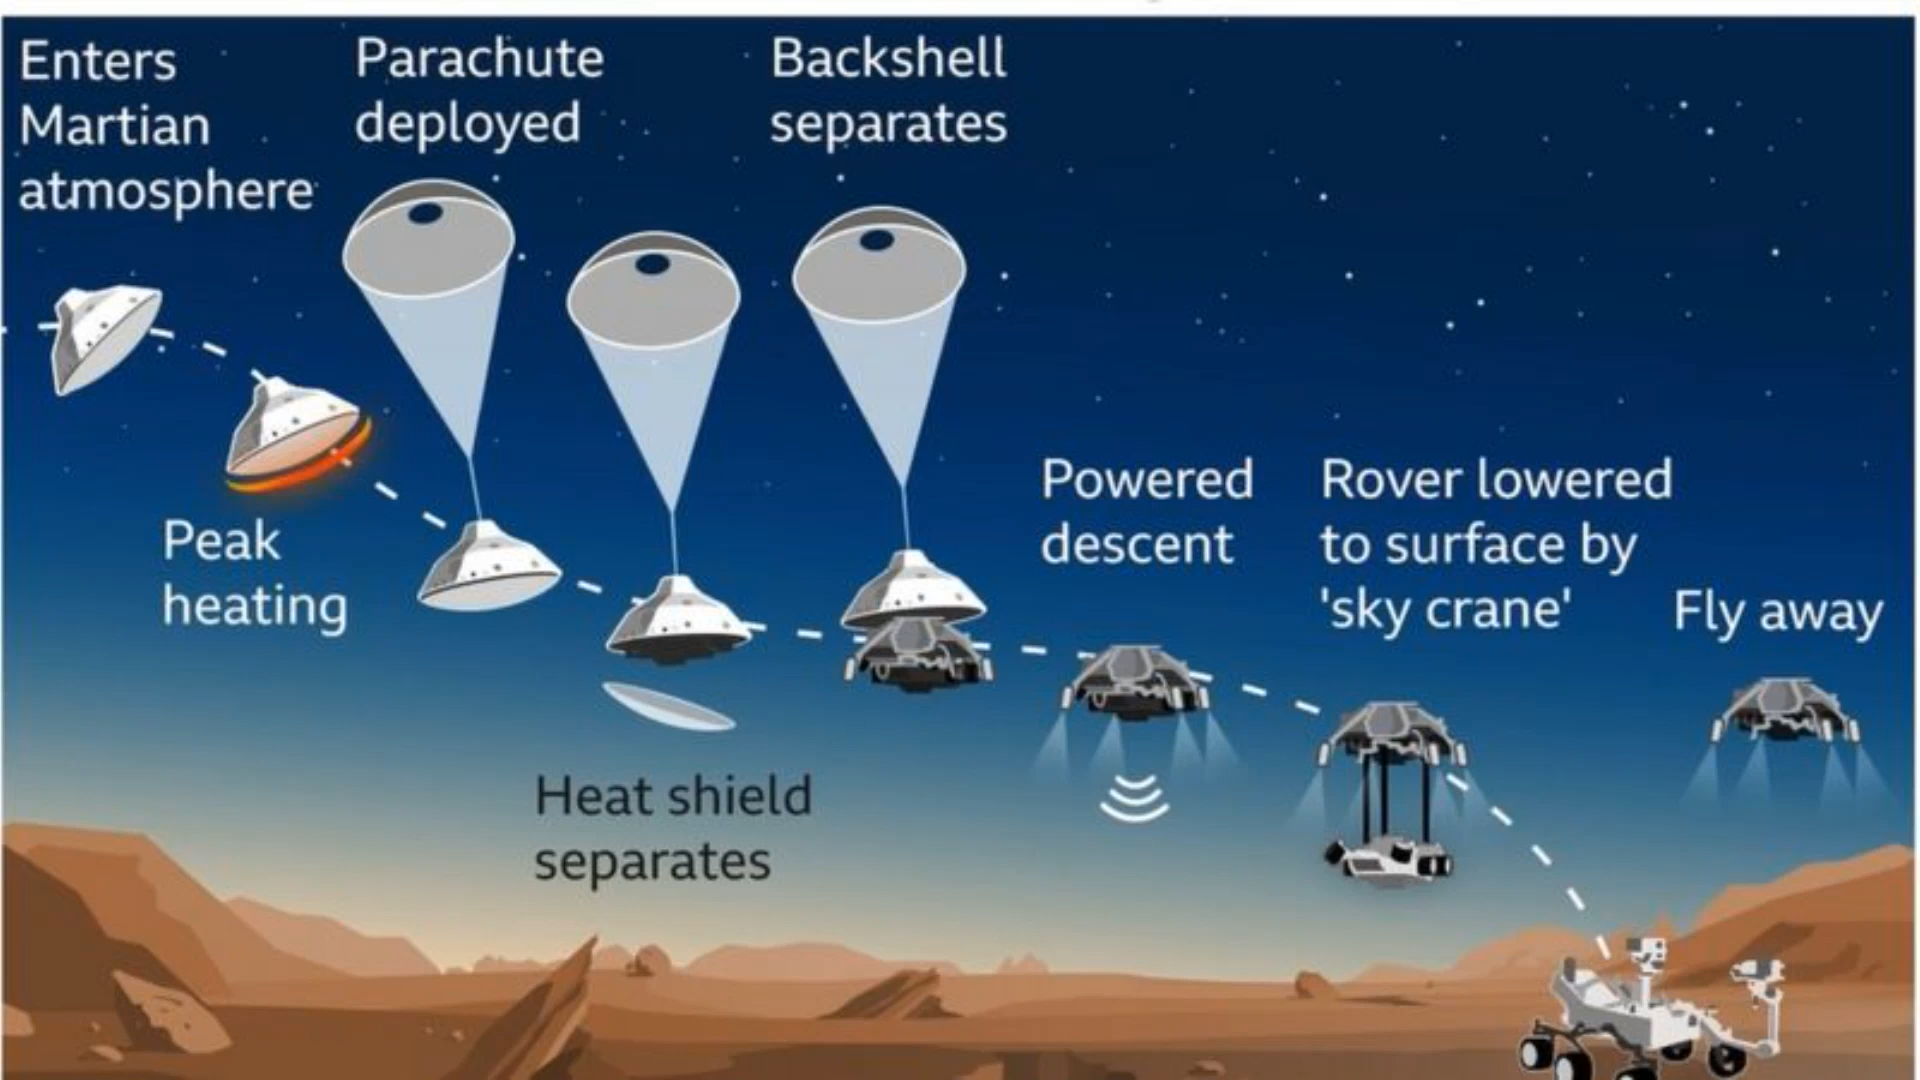 Enters
Martian
atmosphere
Parachute
deployed
Backshell
separates
Peak
heating
Heat shield
separates
Powered
descent
Rover lowered
to surface by
'sky crane'
Fly away